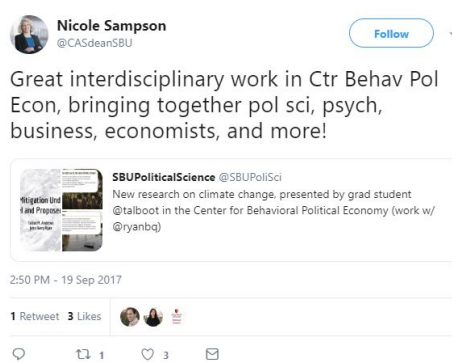 Nicole Sampson
@CASdeanSBU
Follow
Great interdisciplinary work in Ctr Behav Pol
Econ, bringing together pol sci, psych,
business, economists, and more!
SBUPoliticalScience @SBUPoliSci
New research on climate change, presented by grad student
@talboot in the Center for Behavioral Political Economy (work w/
@ryanbq)
2:50 PM - 19 Sep 2017
1 Retweet 3 Likes
1 3